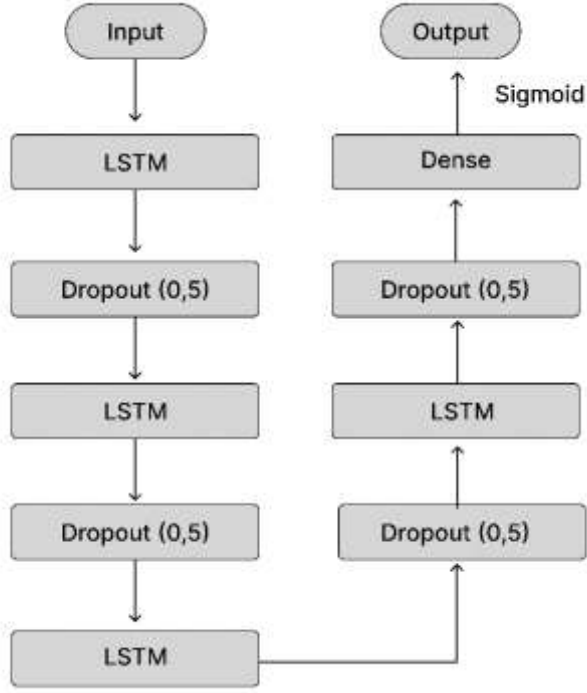 Input
LSTM
Dropout (0,5)
LSTM
Dropout (0,5)
LSTM
Dropout (0,5)
LSTM
Dropout (0,5)
Dense
Sigmoid
Output